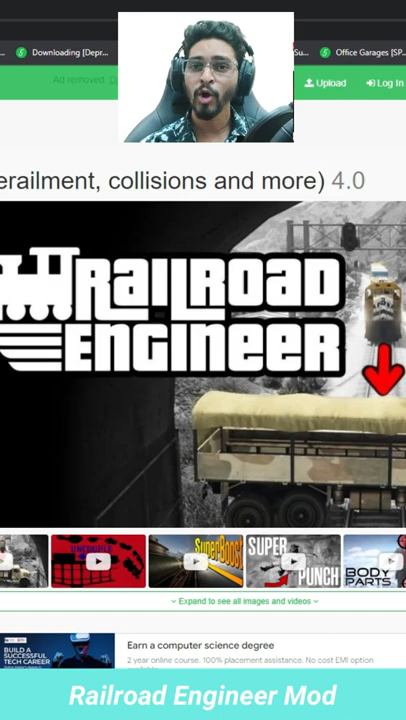 Downloading [Depr...
Su...
Office Garages [SP...
Ad removed.
Upload
Log In
erailment, collisions and more) 4.0
RAILROAD
ENGINEER
UNCOUPLE
SuperBoost
SUPER
PUNCH
BODY
PARTS
Expand to see all images and videos
BUILD A
SUCCESSFUL
TECH CAREER
Earn a computer science degree
2 year online course. 100% placement assistance. No cost EMI option
Railroad Engineer Mod